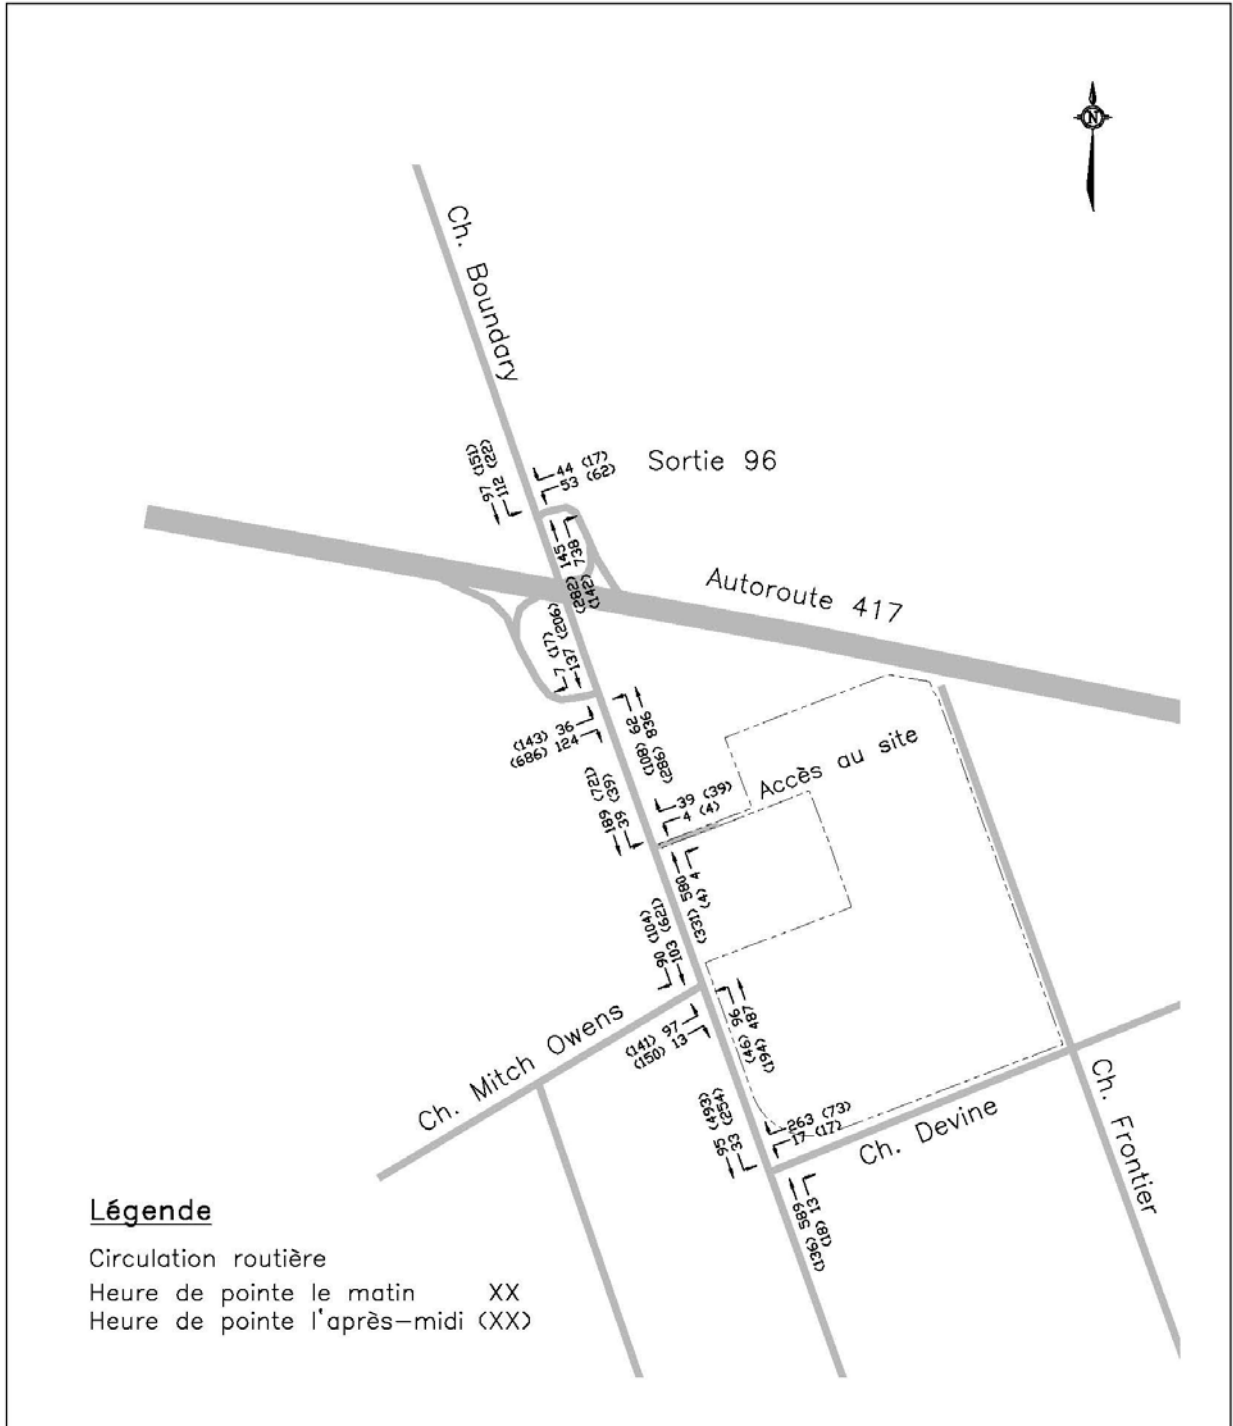 N
Ch. Boundary
97 (151)
112 (22)
44 (17)
53 (62)
Sortie 96
(282) 145
(142) 738
Autoroute 417
7 (17)
137 (206)
(143) 36
(686) 124
(108) 62
(286) 836
189 (721)
39 (39)
39 (39)
4 (4)
Accès au site
(331) 580
(4) 4
90 (104)
103 (621)
Ch. Mitch Owens
(141) 97
(150) 13
(46) 96
(194) 487
95 (493)
33 (254)
263 (73)
17 (17)
Ch. Devine
Ch. Frontier
(136) 589
(18) 13
Légende
Circulation routière
Heure de pointe le matin XX
Heure de pointe l'après-midi (XX)